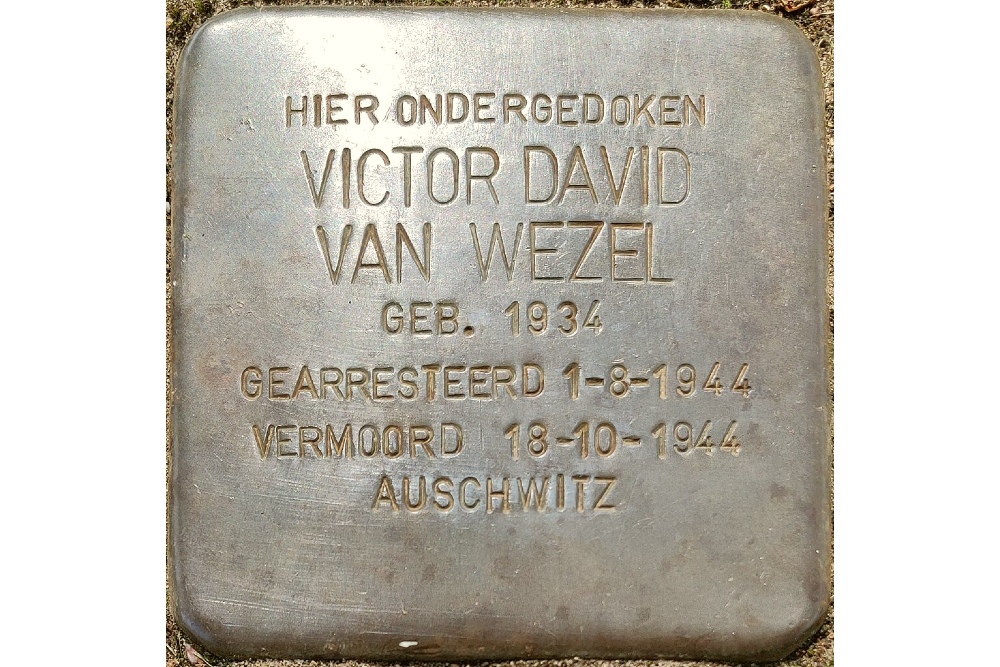 HIER ONDERGEDOKEN
VICTOR DAVID
VAN WEZEL
GEB. 1934
GEARRESTEERD 1-8-1944
VERMOORD 18-10-1944
AUSCHWITZ